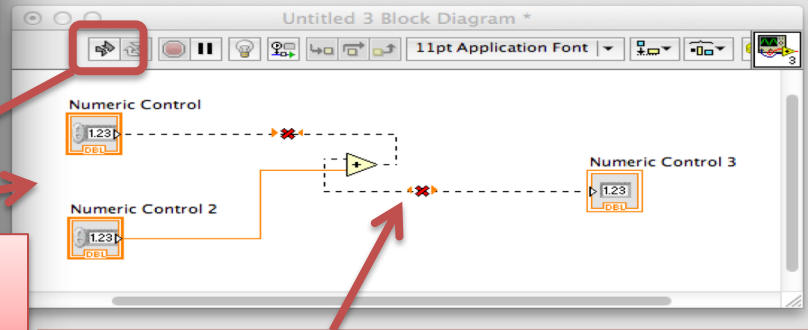 Untitled 3 Block Diagram *
11pt Application Font
3
Numeric Control
1.23
DBL
Numeric Control 3
1.23
DBL
Numeric Control 2
1.23
DBL